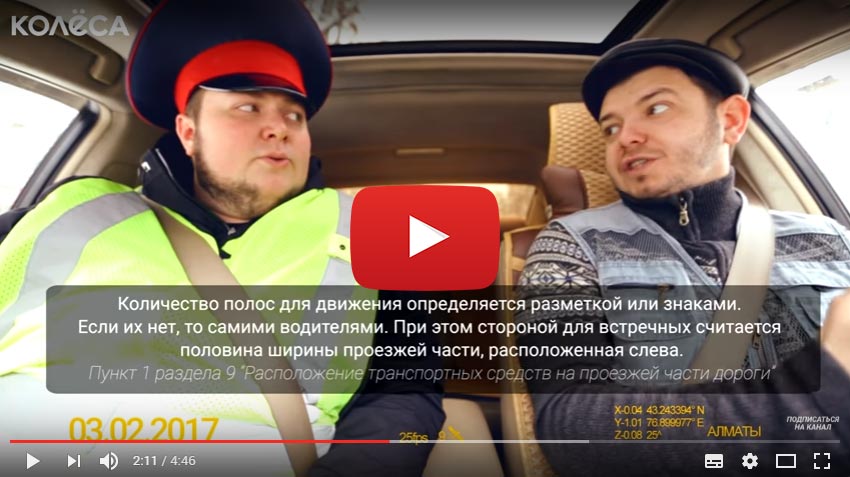 КОЛЁСА
Количество полос для движения определяется разметкой или знаками.
Если их нет, то самими водителями. При этом стороной для встречных считается
половина ширины проезжей части, расположенная слева.
Пункт 1 раздела 9 "Расположение транспортных средств на проезжей части дороги"
03.02.2017
25fps 9
X-0.04 43.243394° N
Y-1.01 76.899977° E
Z-0.08 25^
АЛМАТЫ
ПОДПИСАТЬСЯ
НА КАНАЛ
2:11 / 4:46